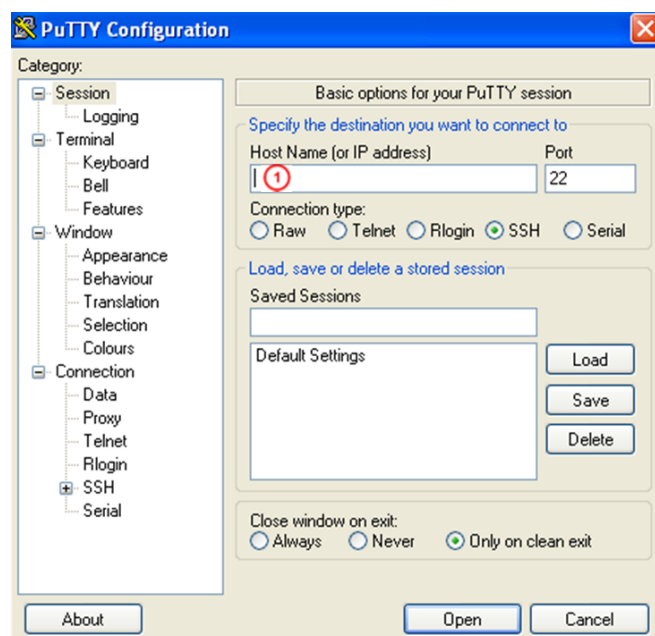 PuTTY Configuration
Category:
Session
Logging
Terminal
Keyboard
Bell
Features
Window
Appearance
Behaviour
Translation
Selection
Colours
Connection
Data
Proxy
Telnet
Rlogin
SSH
Serial
Basic options for your PuTTY session
Specify the destination you want to connect to
Host Name (or IP address) Port
1 22
Connection type:
Raw Telnet Rlogin SSH Serial
Load, save or delete a stored session
Saved Sessions
Default Settings
Load
Save
Delete
Close window on exit:
Always Never Only on clean exit
About Open Cancel